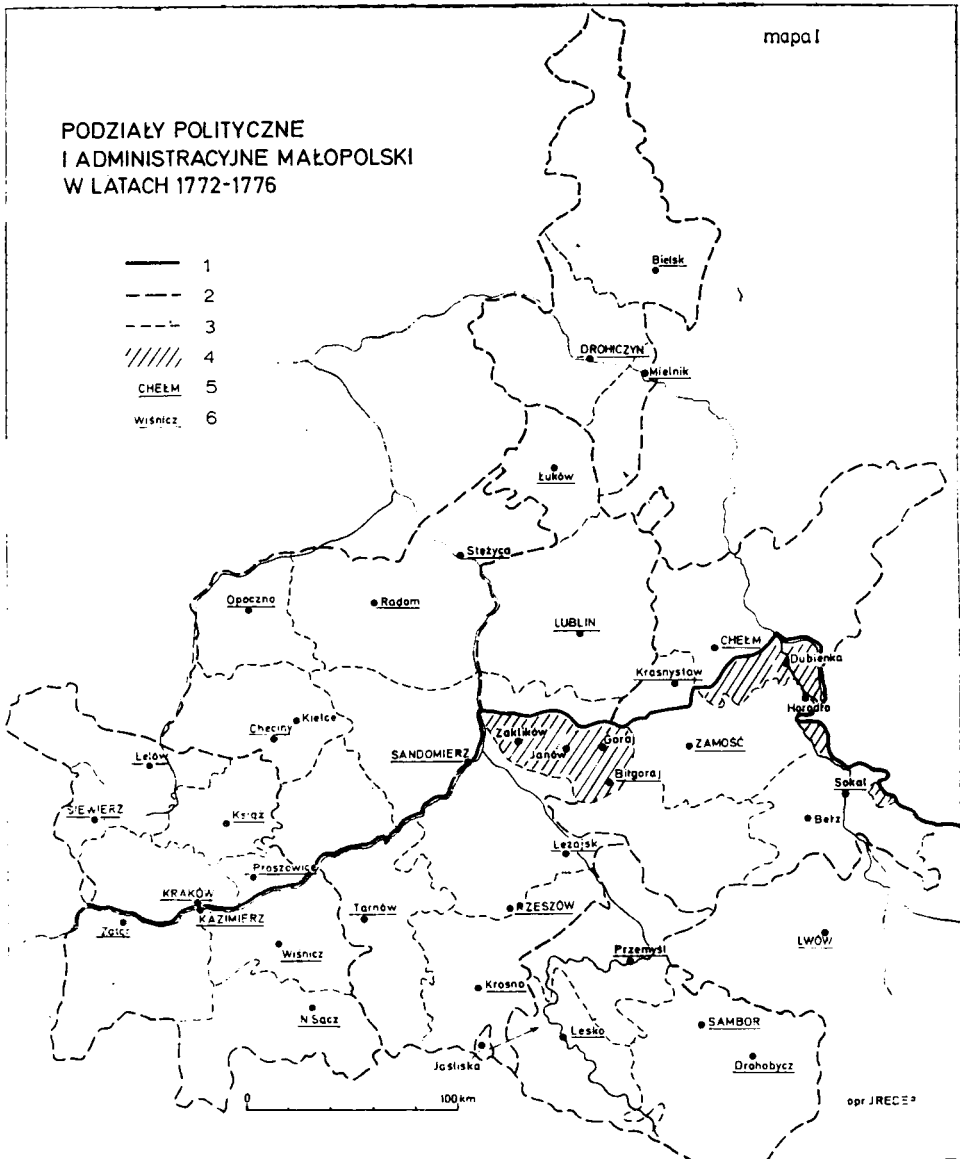 mapa I
PODZIAŁY POLITYCZNE
I ADMINISTRACYJNE MAŁOPOLSKI
W LATACH 1772-1776
1
2
3
4
CHEŁM 5
Wiśnicz 6
Bielsk
DROHICZYN
Mielnik
Łuków
Stężyca
Opoczno
Radom
LUBLIN
CHEŁM
Krasnystaw
Dubienka
Horodło
Kielce
Chęciny
Lelów
SANDOMIERZ
Zaklików
Janów
Goraj
ZAMOŚĆ
Biłgoraj
Sokal
Bełz
SIEWIERZ
Książ
Leżajsk
Proszowice
KRAKÓW
KAZIMIERZ
Zator
Tarnów
RZESZÓW
Wiśnicz
Przemyśl
LWÓW
Krosno
N.Sącz
SAMBOR
Lesko
Jaśliska
Drohobycz
0 100 km
opr J.RECEP